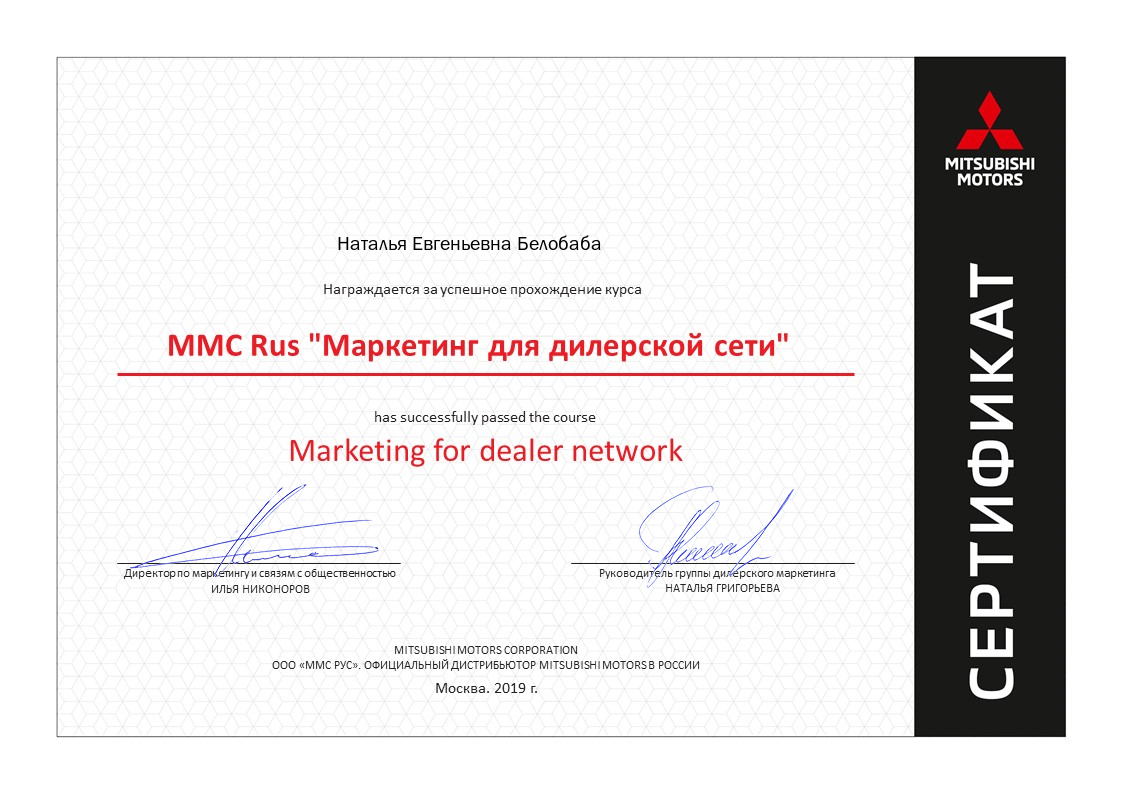 Наталья Евгеньевна Белобаба
Награждается за успешное прохождение курса
MMC Rus "Маркетинг для дилерской сети"
has successfully passed the course
Marketing for dealer network
Директор по маркетингу и связям с общественностью
ИЛЬЯ НИКОНОРОВ
Руководитель группы дилерского маркетинга
НАТАЛЬЯ ГРИГОРЬЕВА
MITSUBISHI MOTORS CORPORATION
ООО «ММС РУС». ОФИЦИАЛЬНЫЙ ДИСТРИБЬЮТОР MITSUBISHI MOTORS В РОССИИ
Москва. 2019 г.
MITSUBISHI
MOTORS
СЕРТИФИКАТ